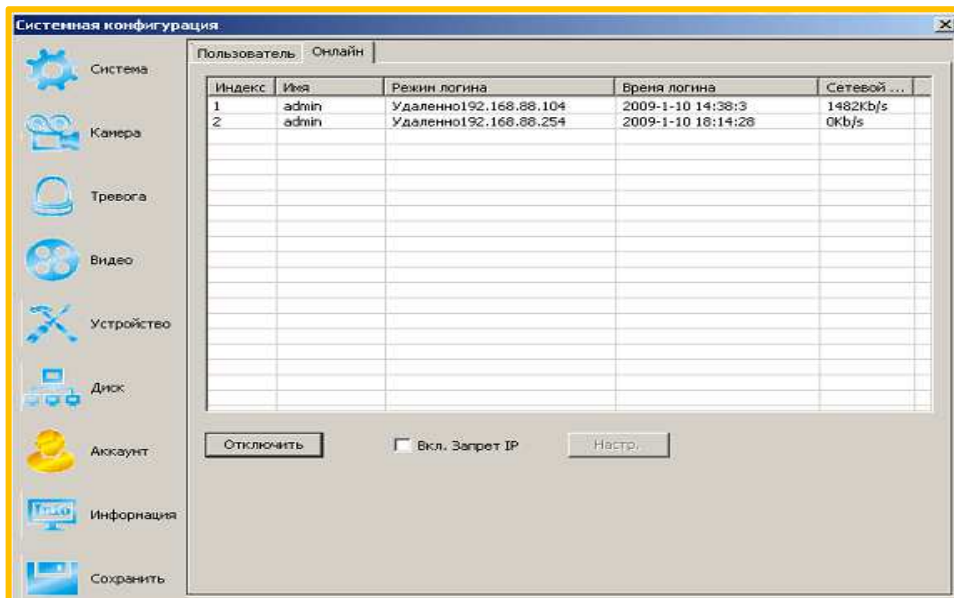 Системная конфигурация
Пользователь Онлайн
Система
Камера
Тревога
Видео
Устройство
Диск
Аккаунт
Info Информация
Сохранить
Индекс Имя Режим логина Время логина Сетевой ...
1 admin Удаленно192.168.88.104 2009-1-10 14:38:3 1482Kb/s
2 admin Удаленно192.168.88.254 2009-1-10 18:14:28 0Kb/s
Отключить Вкл. Запрет IP Настр.